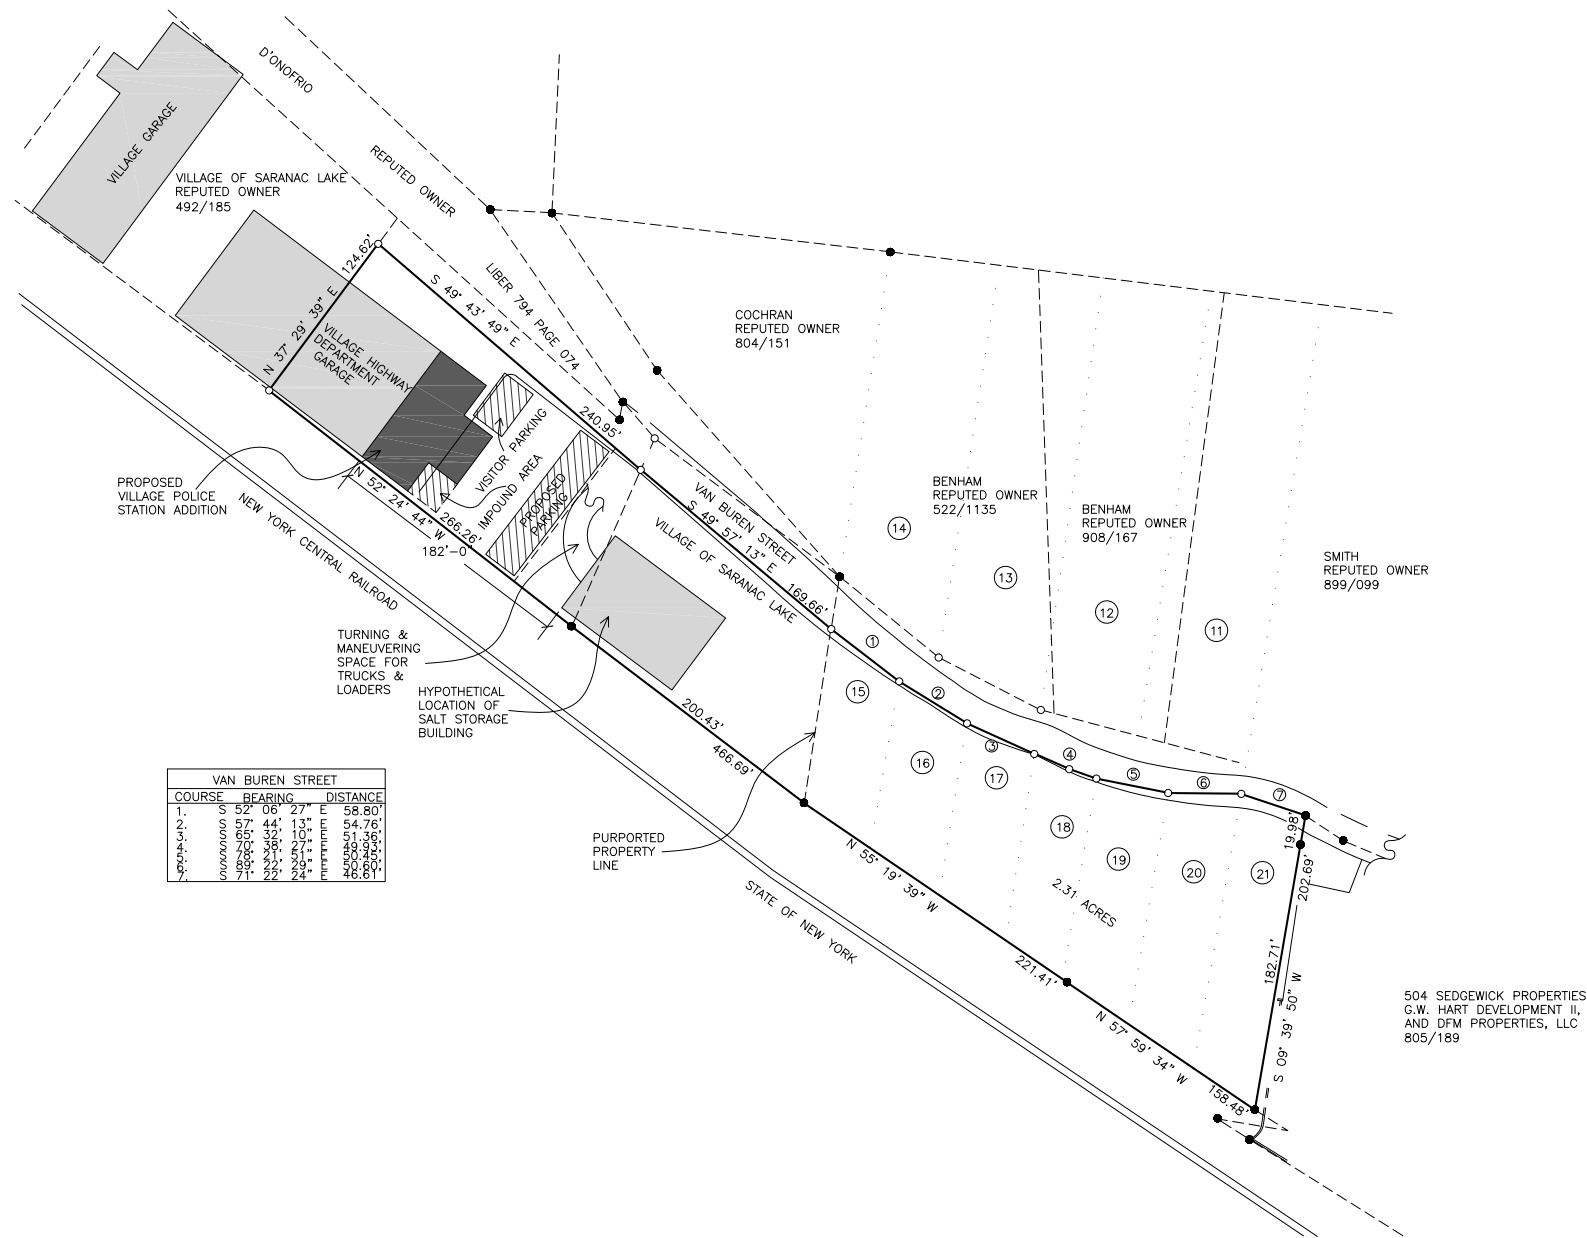 D'ONOFRIO
REPUTED OWNER
LIBER 794 PAGE 074
VILLAGE GARAGE
VILLAGE OF SARANAC LAKE
REPUTED OWNER
492/185
N 37° 29' 39" E
124.62'
S 49° 43' 49" E
240.95'
VILLAGE HIGHWAY
DEPARTMENT
GARAGE
COCHRAN
REPUTED OWNER
804/151
VISITOR PARKING
IMPOUND AREA
PROPOSED
PARKING
PROPOSED
VILLAGE POLICE
STATION ADDITION
N 52° 24' 44" W
266.26'
182'-0
NEW YORK CENTRAL RAILROAD
VAN BUREN STREET
S 49° 57' 13" E
169.66'
VILLAGE OF SARANAC LAKE
BENHAM
REPUTED OWNER
522/1135
BENHAM
REPUTED OWNER
908/167
SMITH
REPUTED OWNER
899/099
14
13
12
11
1
2
3
4
5
6
7
15
16
17
18
19
20
21
TURNING &
MANEUVERING
SPACE FOR
TRUCKS &
LOADERS
HYPOTHETICAL
LOCATION OF
SALT STORAGE
BUILDING
200.43'
466.69'
PURPORTED
PROPERTY
LINE
VAN BUREN STREET
COURSE BEARING DISTANCE
1. S 52° 06' 27" E 58.80'
2. S 57° 44' 13" E 54.76'
3. S 65° 32' 10" E 51.36'
4. S 70° 38' 27" E 49.93'
5. S 78° 21' 51" E 50.45'
6. S 89° 22' 29" E 50.60'
7. S 71° 22' 24" E 46.61'
STATE OF NEW YORK
N 55° 19' 39" W
221.41'
2.31 ACRES
N 57° 59' 34" W
158.48'
19.98'
202.69'
182.71'
S 09° 39' 50" W
504 SEDGEWICK PROPERTIES
G.W. HART DEVELOPMENT II,
AND DFM PROPERTIES, LLC
805/189